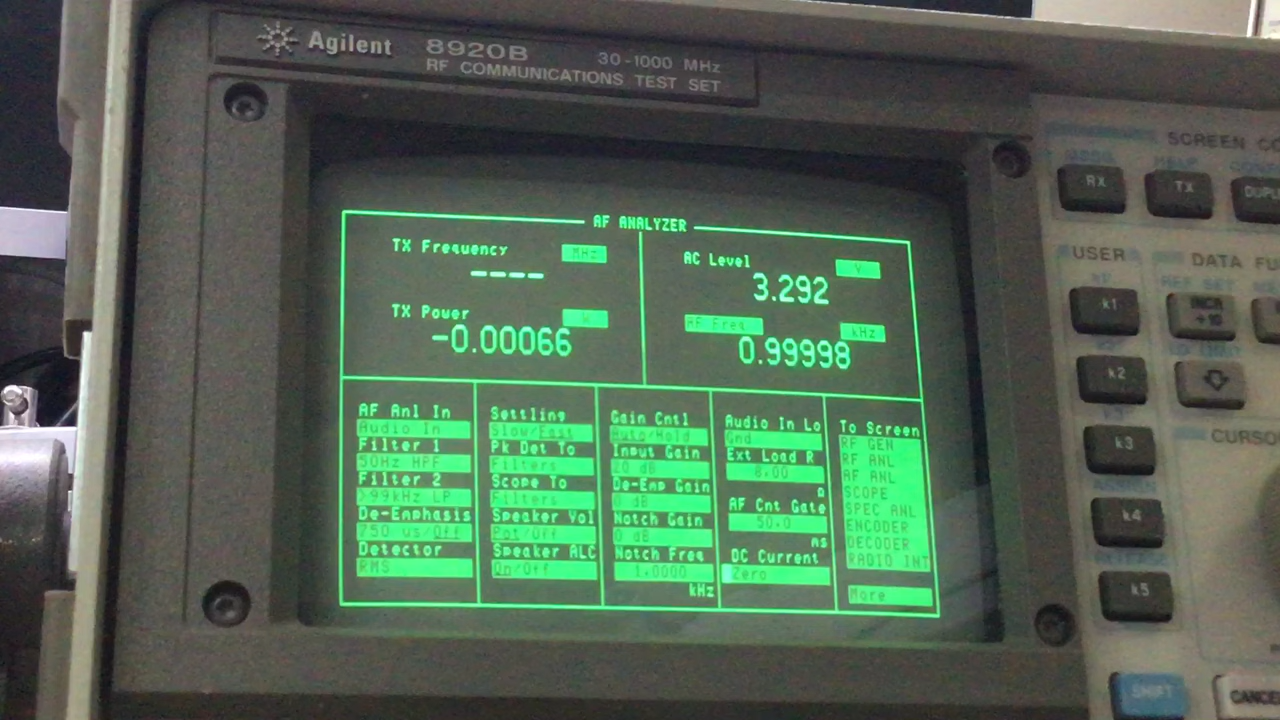 Agilent 8920B 30-1000 MHz
RF COMMUNICATIONS TEST SET
SCREEN CO
RX TX DUPL
USER
DATA FU
k1
INCR
÷10
k2
k3
CURSO
k4
k5
SHIFT
CANCE
AF ANALYZER
TX Frequency MHz
----
TX Power W
-0.00066
AC Level V
3.292
AF Freq kHz
0.99998
AF Anl In
Audio In
Filter 1
50Hz HPF
Filter 2
>99kHz LP
De-Emphasis
750 us/Off
Detector
RMS
Settling
Slow/Fast
Pk Det To
Filters
Scope To
Filters
Speaker Vol
Pot/Off
Speaker ALC
On/Off
Gain Cntl
Auto/Hold
Input Gain
20 dB
De-Emp Gain
0 dB
Notch Gain
0 dB
Notch Freq
1.0000
kHz
Audio In Lo
Gnd
Ext Load R
8.00
Ω
AF Cnt Gate
50.0
ms
DC Current
Zero
To Screen
RF GEN
RF ANL
AF ANL
SCOPE
SPEC ANL
ENCODER
DECODER
RADIO INT
More